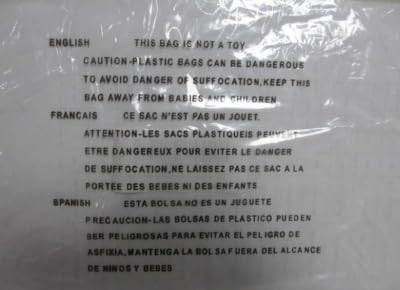 ENGLISH THIS BAG IS NOT A TOY.
CAUTION-PLASTIC BAGS CAN BE DANGEROUS
TO AVOID DANGER OF SUFFOCATION,KEEP THIS
BAG AWAY FROM BABIES AND CHILDREN
FRANCAIS CE SAC N'EST PAS UN JOUET.
ATTENTION-LES SACS PLASTIQUEIS PEUVENT
ETRE DANGEREUX POUR EVITER LE DANGER
DE SUFFOCATION,NE LAISSEZ PAS CE SAC A LA
PORTEE DES BEBES NI DES ENFANTS
SPANISH ESTA BOLSA NO ES UN JUGUETE
PRECAUCION-LAS BOLSAS DE PLASTICO PUEDEN
SER PELIGROSAS PARA EVITAR EL PELIGRO DE
ASFIXIA,MANTENGA LA BOLSA FUERA DEL ALCANCE
DE NINOS Y BEBES